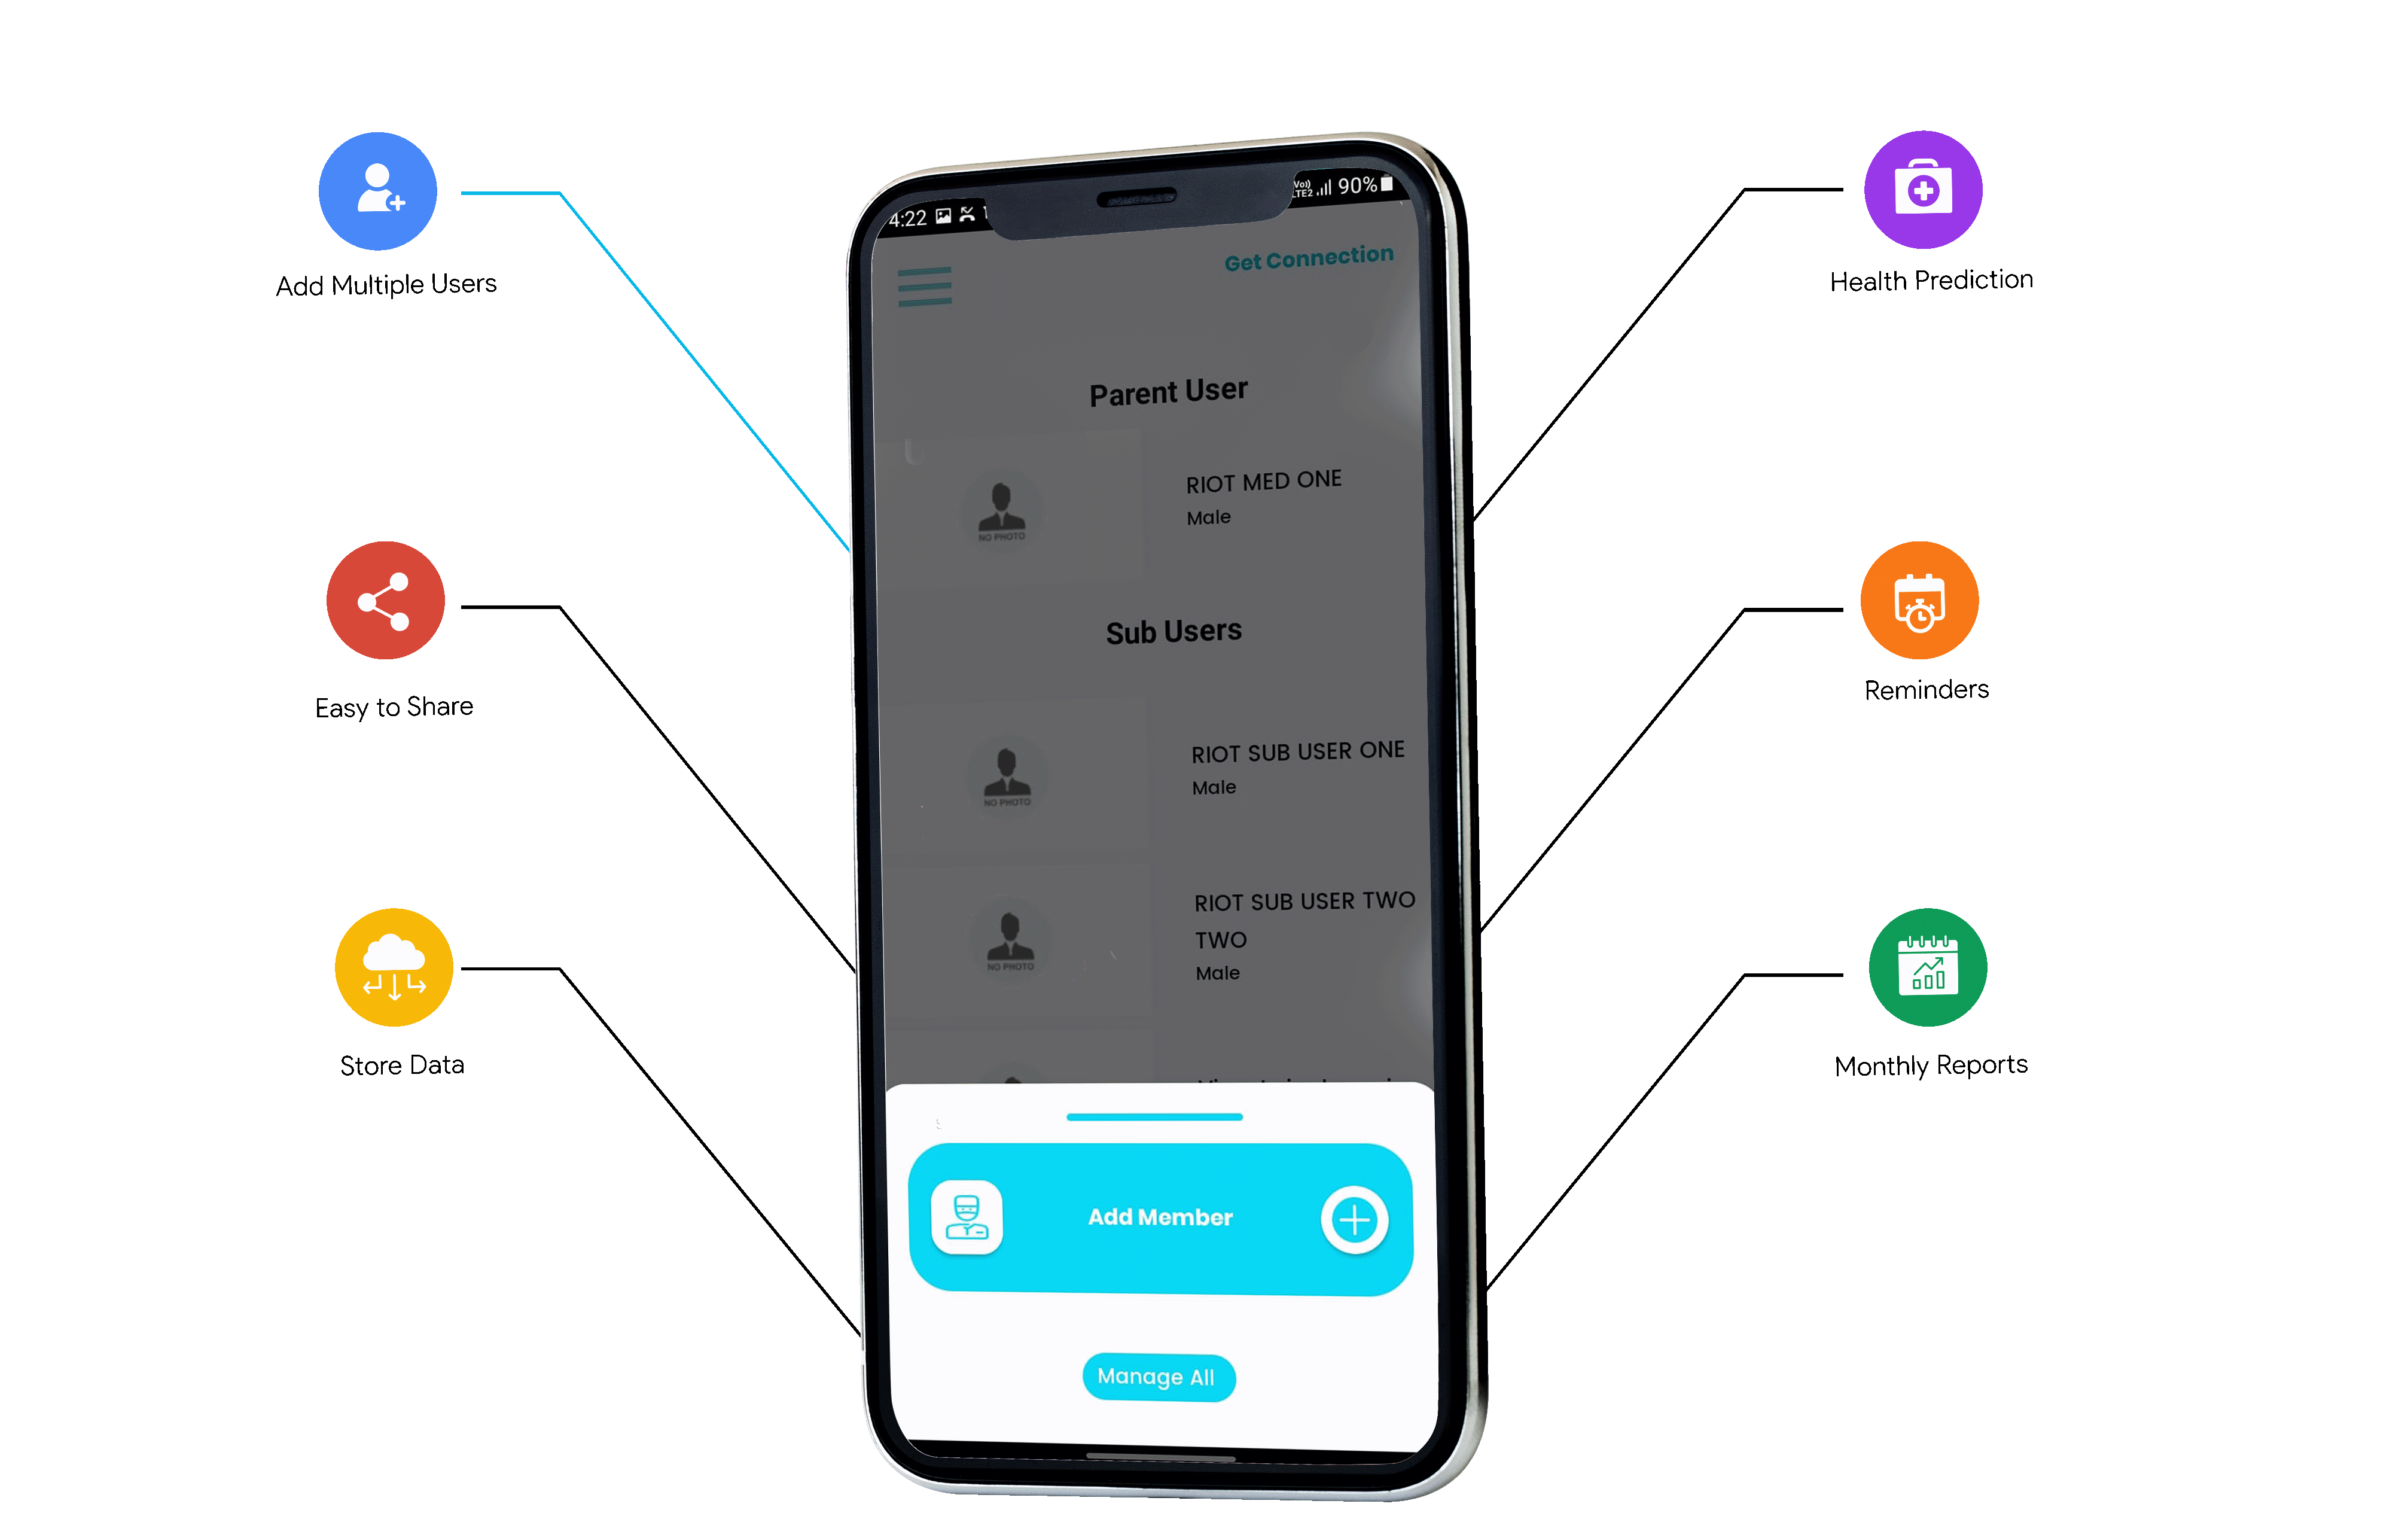 Add Multiple Users
Easy to Share
Store Data
4:22
Vo))
LTE2
90%
Get Connection
Parent User
RIOT MED ONE
Male
NO PHOTO
Sub Users
RIOT SUB USER ONE
Male
NO PHOTO
RIOT SUB USER TWO
TWO
Male
NO PHOTO
Add Member
Manage All
Health Prediction
Reminders
Monthly Reports